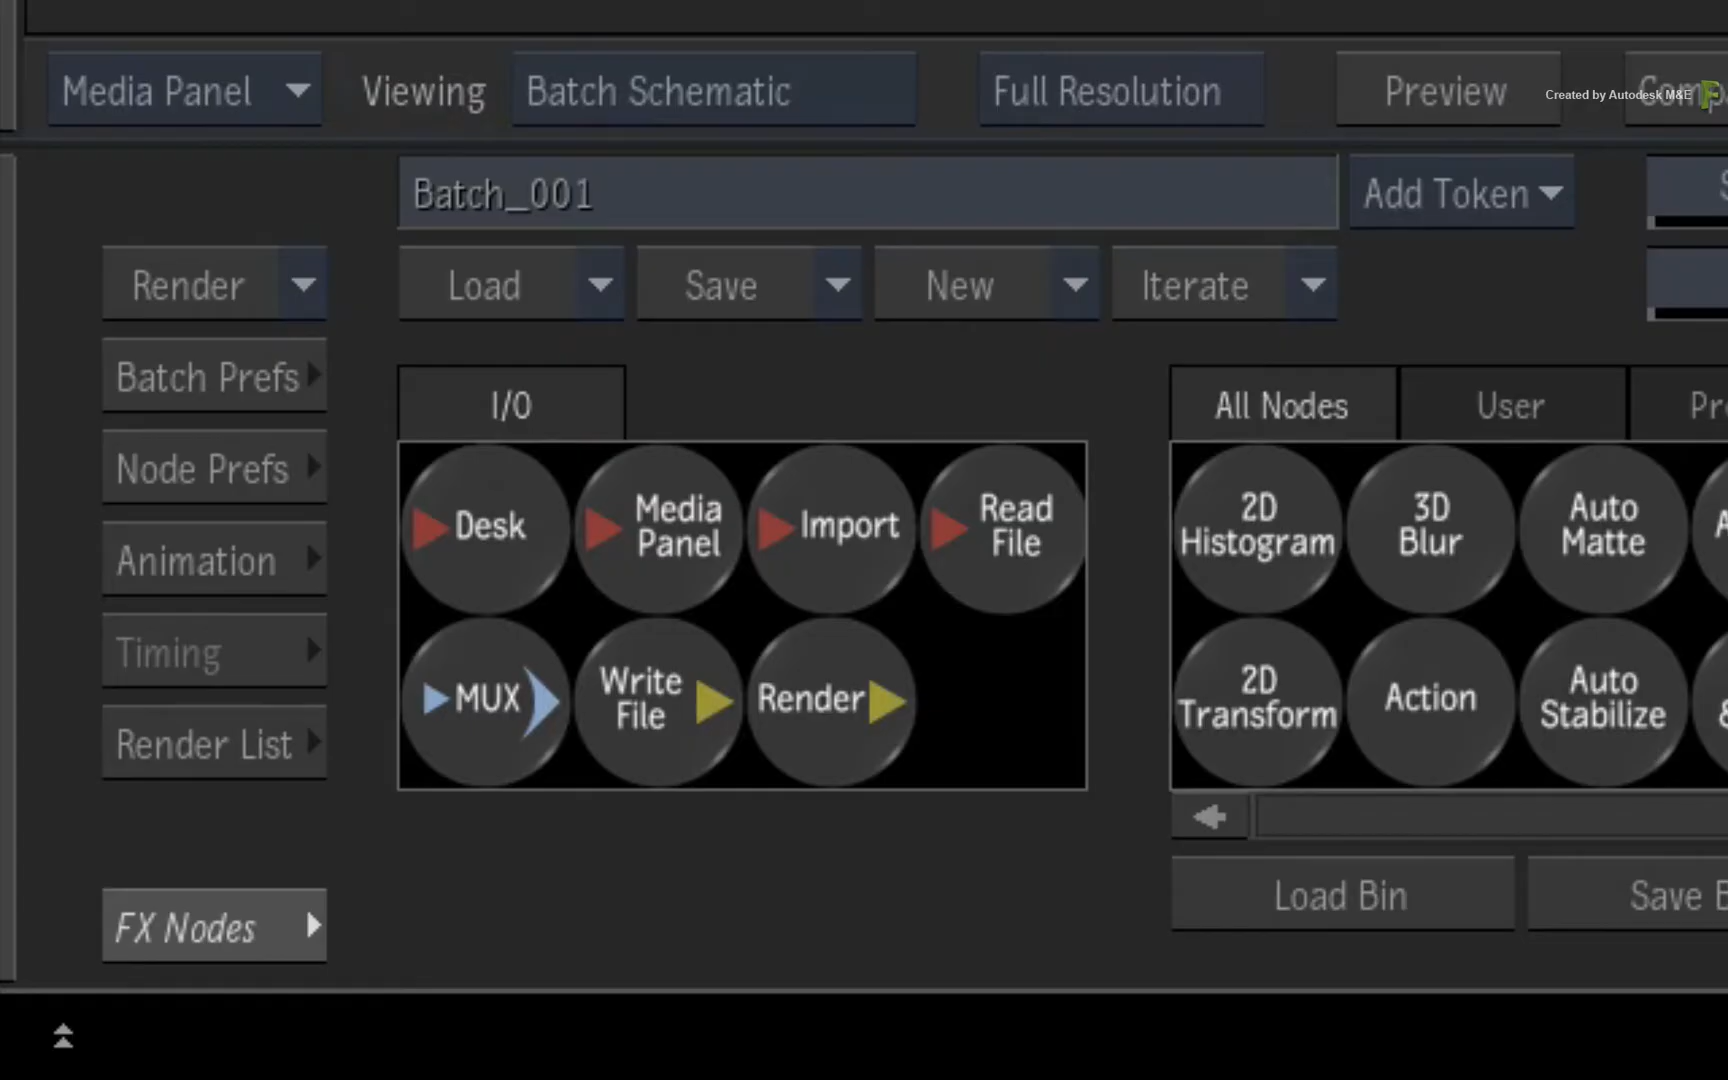 Media Panel
Viewing
Batch Schematic
Full Resolution
Preview
Created by Autodesk M&E
Batch_001
Add Token
Render
Load
Save
New
Iterate
Batch Prefs
I/O
All Nodes
User
Node Prefs
Desk
Media
Panel
Import
Read
File
2D
Histogram
3D
Blur
Auto
Matte
Animation
Timing
MUX
Write
File
Render
2D
Transform
Action
Auto
Stabilize
Render List
Load Bin
Save
FX Nodes